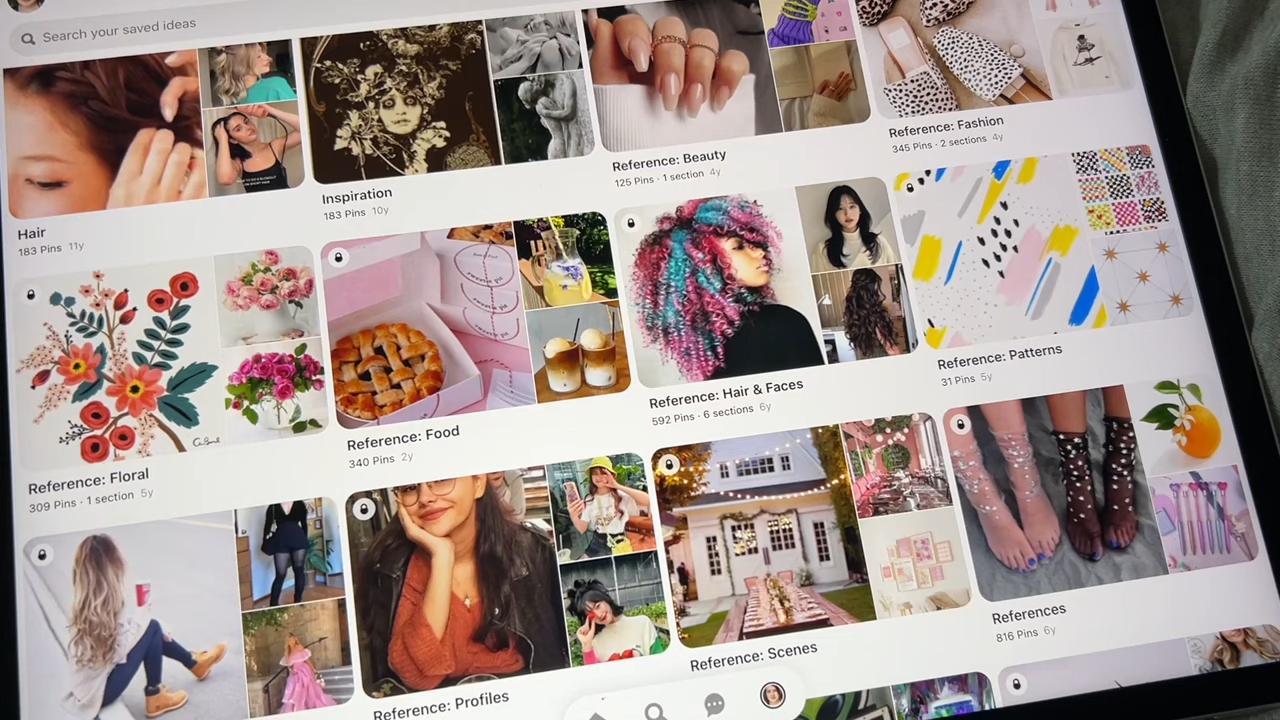 Search your saved ideas
Hair
183 Pins 11y
Inspiration
183 Pins 10y
Reference: Beauty
125 Pins · 1 section 4y
Reference: Fashion
345 Pins · 2 sections 4y
Reference: Floral
309 Pins · 1 section 5y
Reference: Food
340 Pins 2y
Reference: Hair & Faces
592 Pins · 6 sections 6y
Reference: Patterns
31 Pins 5y
Reference: Profiles
Reference: Scenes
References
816 Pins 6y